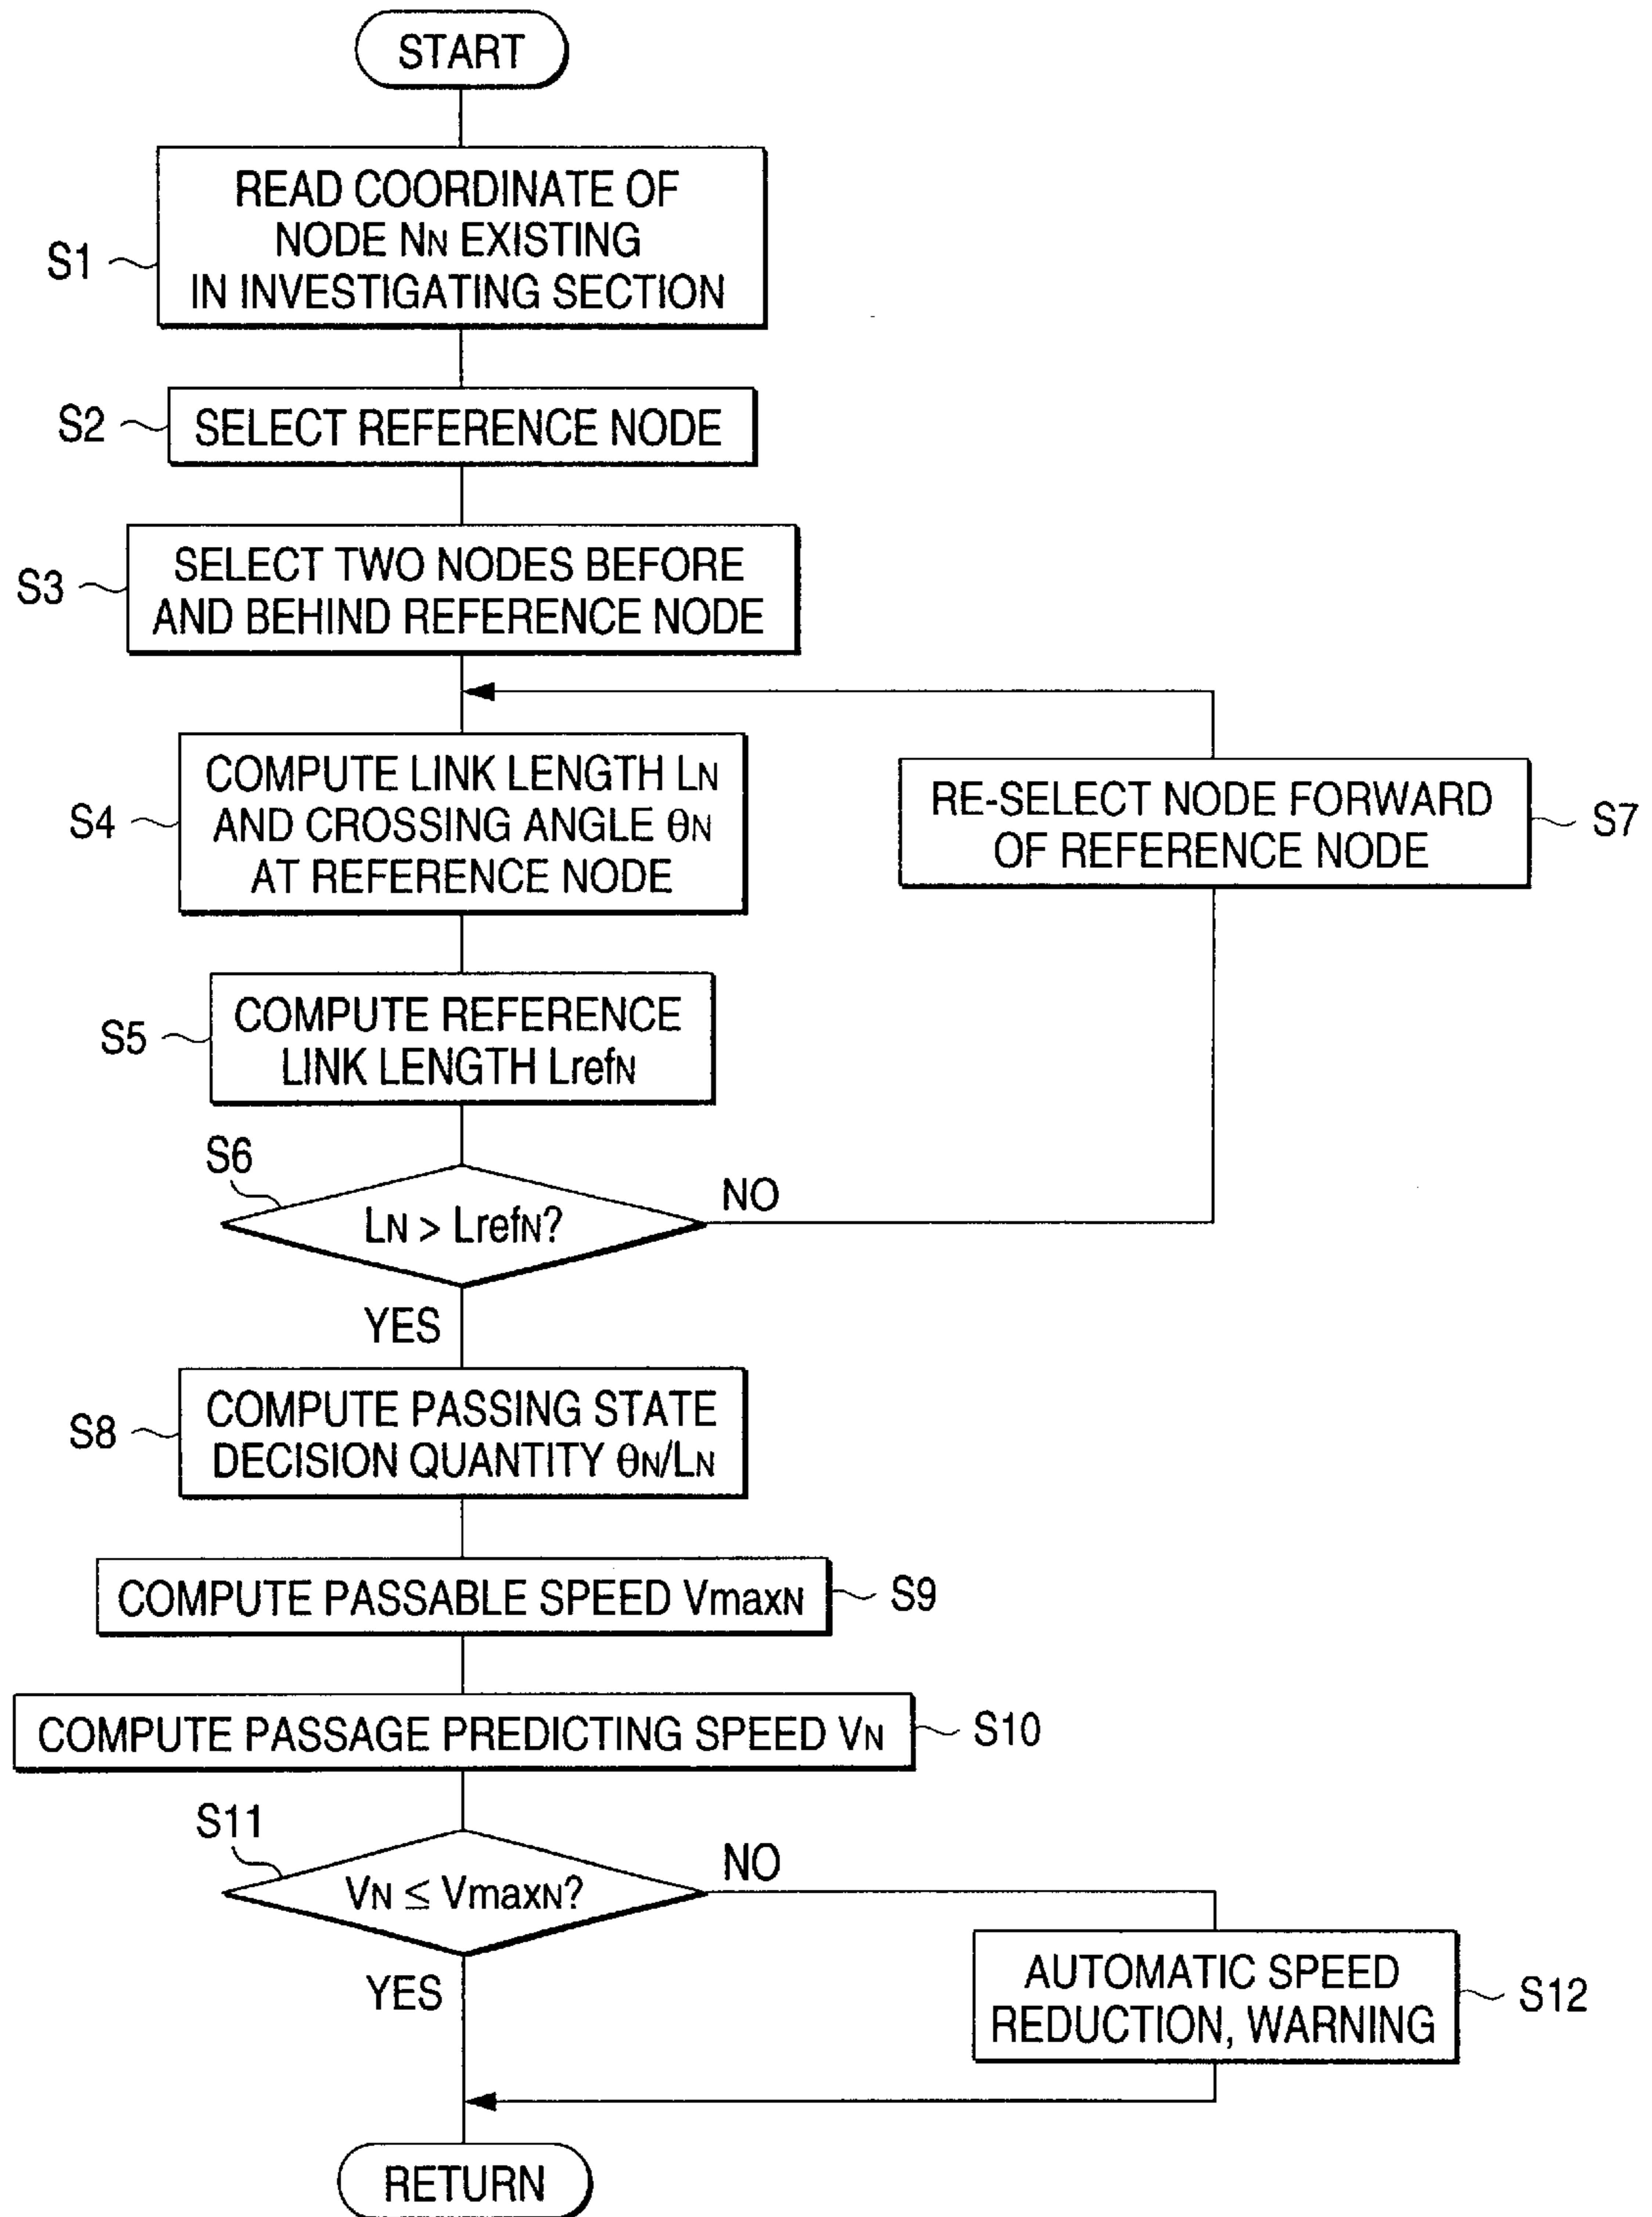 START
READ COORDINATE OF
NODE NN EXISTING
IN INVESTIGATING SECTION
S1
S2
SELECT REFERENCE NODE
S3
SELECT TWO NODES BEFORE
AND BEHIND REFERENCE NODE
S4
COMPUTE LINK LENGTH LN
AND CROSSING ANGLE θN
AT REFERENCE NODE
RE-SELECT NODE FORWARD
OF REFERENCE NODE
S7
S5
COMPUTE REFERENCE
LINK LENGTH LrefN
S6
LN > LrefN?
NO
YES
S8
COMPUTE PASSING STATE
DECISION QUANTITY θN/LN
COMPUTE PASSABLE SPEED VmaxN
S9
COMPUTE PASSAGE PREDICTING SPEED VN
S10
S11
VN ≤ VmaxN?
NO
YES
AUTOMATIC SPEED
REDUCTION, WARNING
S12
RETURN